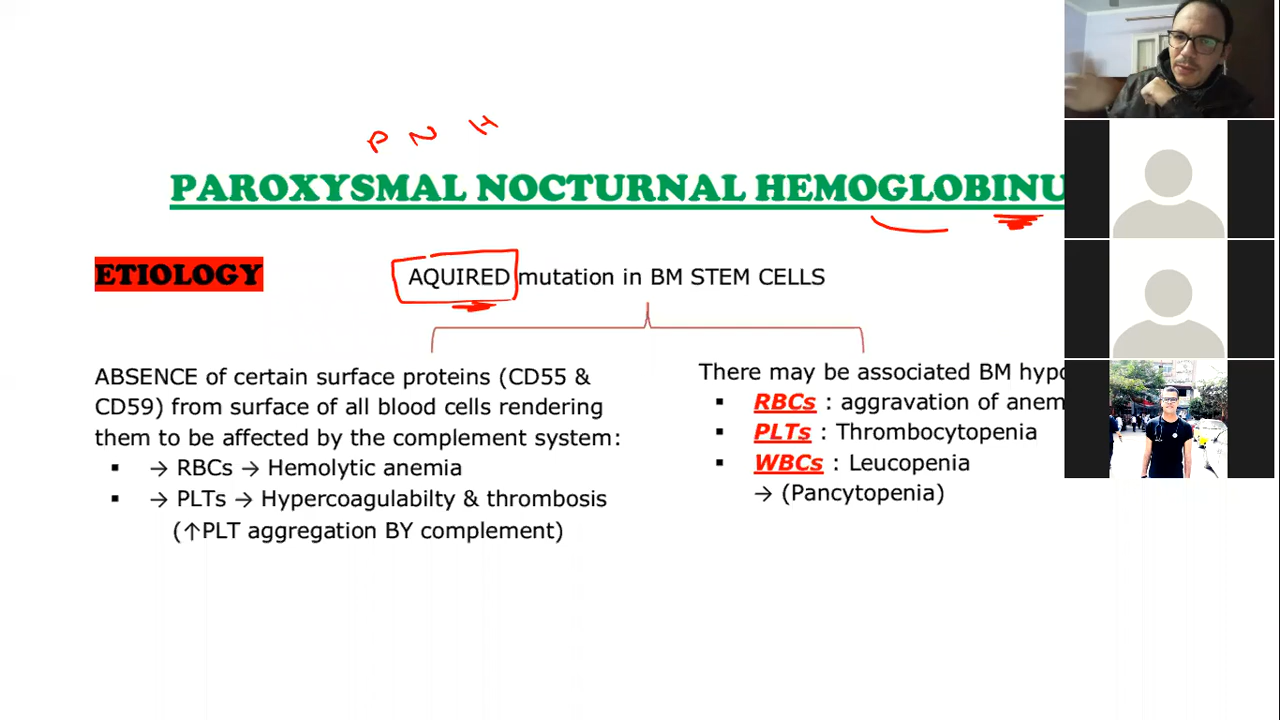 P N H
PAROXYSMAL NOCTURNAL HEMOGLOBINU
ETIOLOGY
AQUIRED mutation in BM STEM CELLS
ABSENCE of certain surface proteins (CD55 &
CD59) from surface of all blood cells rendering
them to be affected by the complement system:
▪ → RBCs → Hemolytic anemia
▪ → PLTs → Hypercoagulabilty & thrombosis
(↑PLT aggregation BY complement)
There may be associated BM hypo
▪ RBCs : aggravation of anem
▪ PLTs : Thrombocytopenia
▪ WBCs : Leucopenia
→ (Pancytopenia)